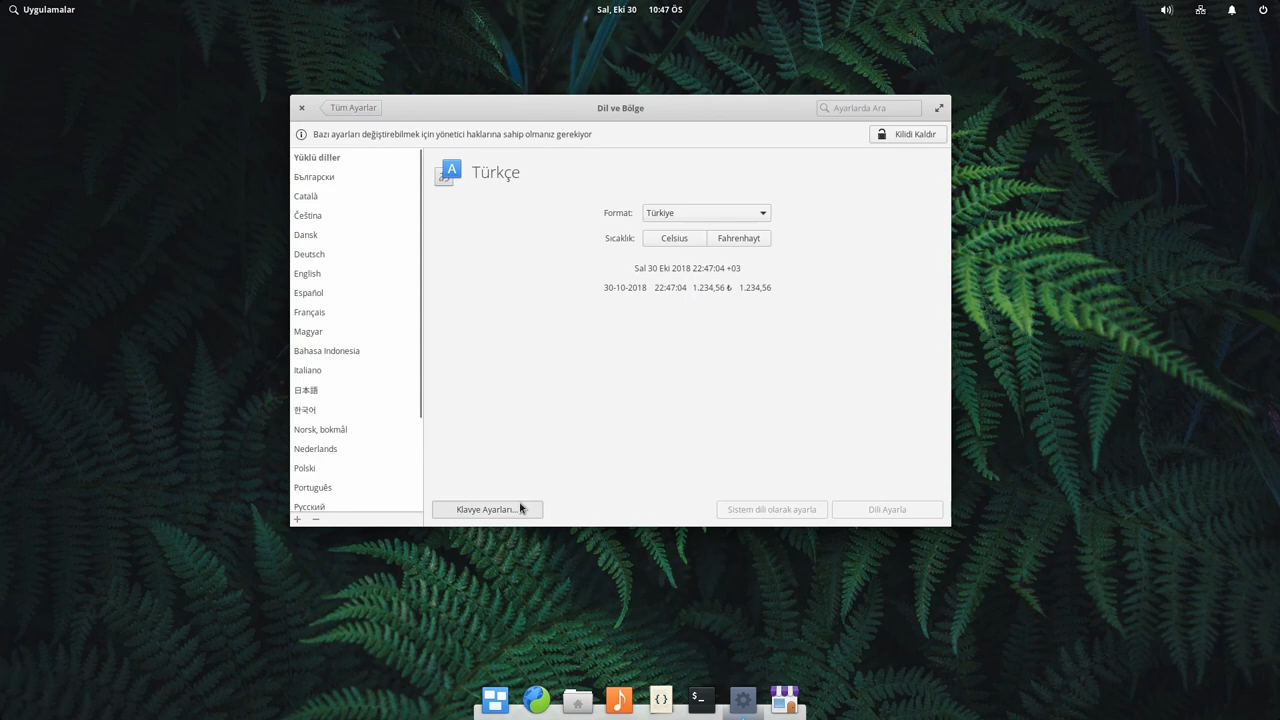 Uygulamalar
Sal, Eki 30 10:47 ÖS
Tüm Ayarlar
Dil ve Bölge
Ayarlarda Ara
Bazı ayarları değiştirebilmek için yönetici haklarına sahip olmanız gerekiyor
Kilidi Kaldır
Yüklü diller
Български
Català
Čeština
Dansk
Deutsch
English
Español
Français
Magyar
Bahasa Indonesia
Italiano
日本語
한국어
Norsk, bokmål
Nederlands
Polski
Português
Русский
A
Türkçe
Format: Türkiye
Sıcaklık: Celsius Fahrenhayt
Sal 30 Eki 2018 22:47:04 +03
30-10-2018 22:47:04 1.234,56 ₺ 1.234,56
Klavye Ayarları...
Sistem dili olarak ayarla
Dili Ayarla